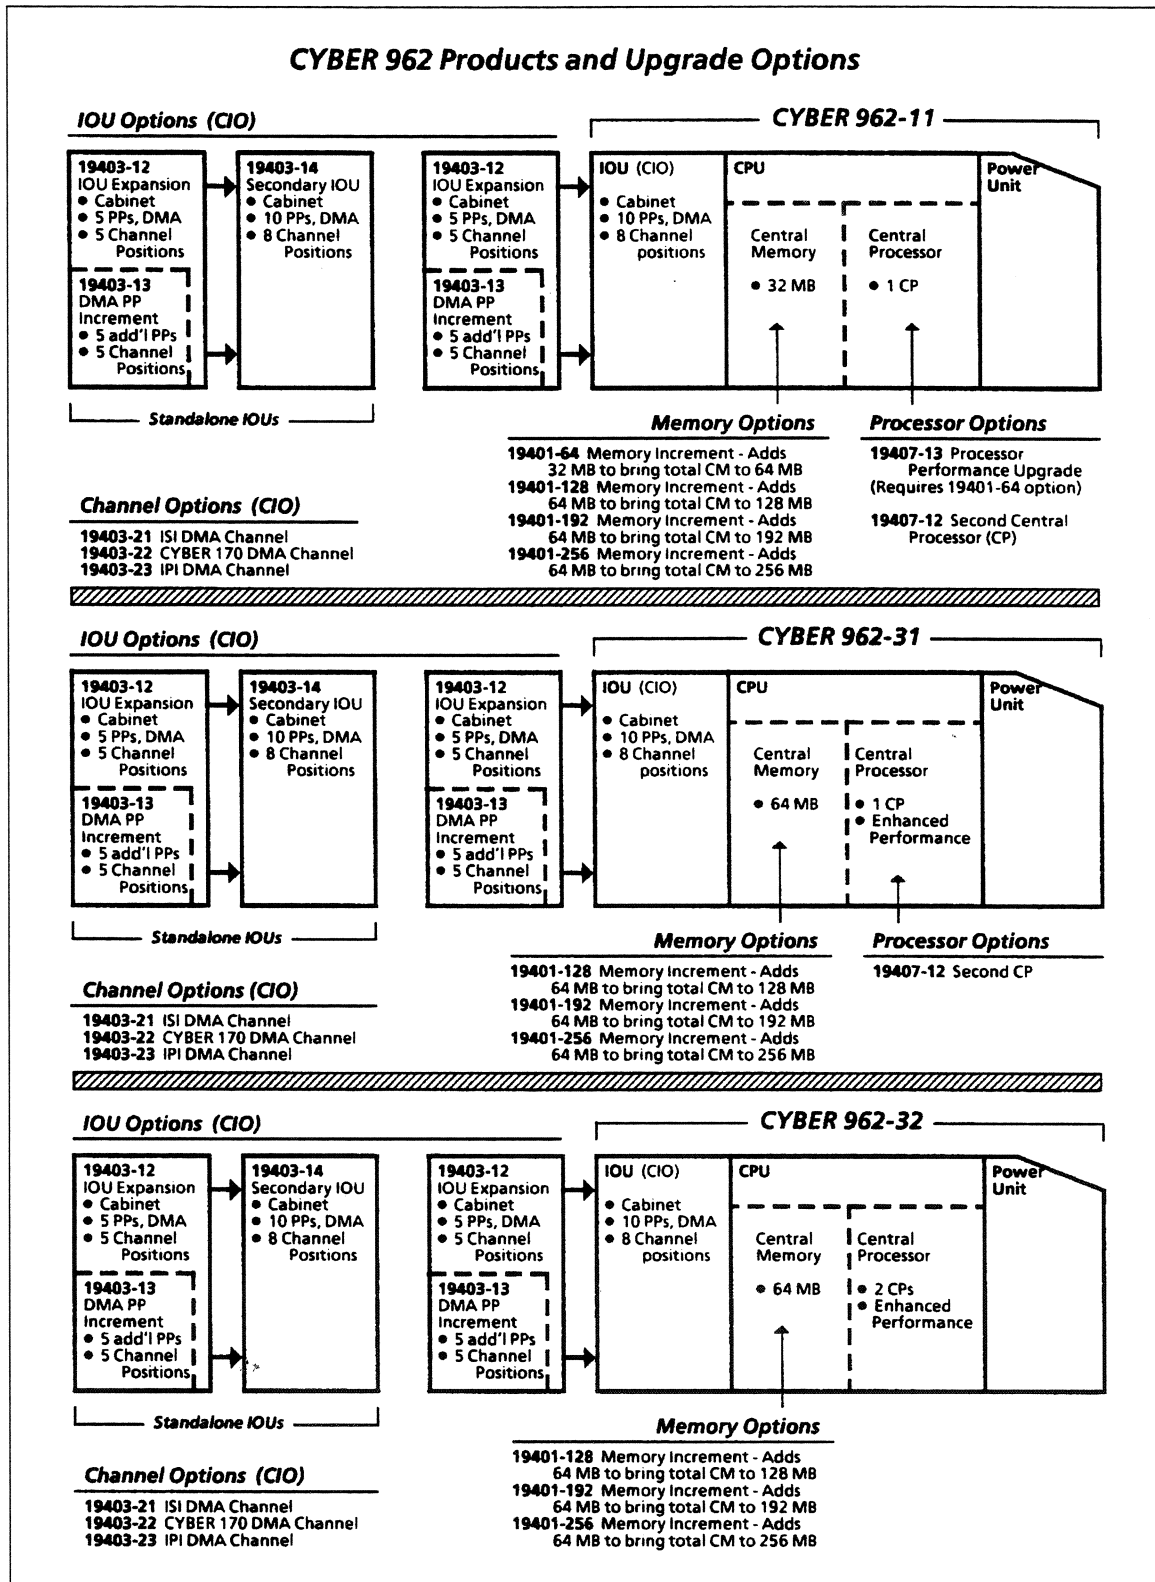 CYBER 962 Products and Upgrade Options
IOU Options (CIO)
CYBER 962-11
19403-12
IOU Expansion
● Cabinet
● 5 PPs, DMA
● 5 Channel
Positions
19403-13
DMA PP
Increment
● 5 add'l PPs
● 5 Channel
Positions
19403-14
Secondary IOU
● Cabinet
● 10 PPs, DMA
● 8 Channel
Positions
Standalone IOUs
19403-12
IOU Expansion
● Cabinet
● 5 PPs, DMA
● 5 Channel
Positions
19403-13
DMA PP
Increment
● 5 add'l PPs
● 5 Channel
Positions
IOU (CIO)
● Cabinet
● 10 PPs, DMA
● 8 Channel
positions
CPU
Central
Memory
● 32 MB
Central
Processor
● 1 CP
Power
Unit
Memory Options
19401-64 Memory Increment - Adds
32 MB to bring total CM to 64 MB
19401-128 Memory Increment - Adds
64 MB to bring total CM to 128 MB
19401-192 Memory Increment - Adds
64 MB to bring total CM to 192 MB
19401-256 Memory Increment - Adds
64 MB to bring total CM to 256 MB
Processor Options
19407-13 Processor
Performance Upgrade
(Requires 19401-64 option)
19407-12 Second Central
Processor (CP)
Channel Options (CIO)
19403-21 ISI DMA Channel
19403-22 CYBER 170 DMA Channel
19403-23 IPI DMA Channel
IOU Options (CIO)
CYBER 962-31
19403-12
IOU Expansion
● Cabinet
● 5 PPs, DMA
● 5 Channel
Positions
19403-13
DMA PP
Increment
● 5 add'l PPs
● 5 Channel
Positions
19403-14
Secondary IOU
● Cabinet
● 10 PPs, DMA
● 8 Channel
Positions
Standalone IOUs
19403-12
IOU Expansion
● Cabinet
● 5 PPs, DMA
● 5 Channel
Positions
19403-13
DMA PP
Increment
● 5 add'l PPs
● 5 Channel
Positions
IOU (CIO)
● Cabinet
● 10 PPs, DMA
● 8 Channel
positions
CPU
Central
Memory
● 64 MB
Central
Processor
● 1 CP
● Enhanced
Performance
Power
Unit
Memory Options
19401-128 Memory Increment - Adds
64 MB to bring total CM to 128 MB
19401-192 Memory Increment - Adds
64 MB to bring total CM to 192 MB
19401-256 Memory Increment - Adds
64 MB to bring total CM to 256 MB
Processor Options
19407-12 Second CP
Channel Options (CIO)
19403-21 ISI DMA Channel
19403-22 CYBER 170 DMA Channel
19403-23 IPI DMA Channel
IOU Options (CIO)
CYBER 962-32
19403-12
IOU Expansion
● Cabinet
● 5 PPs, DMA
● 5 Channel
Positions
19403-13
DMA PP
Increment
● 5 add'l PPs
● 5 Channel
Positions
19403-14
Secondary IOU
● Cabinet
● 10 PPs, DMA
● 8 Channel
Positions
Standalone IOUs
19403-12
IOU Expansion
● Cabinet
● 5 PPs, DMA
● 5 Channel
Positions
19403-13
DMA PP
Increment
● 5 add'l PPs
● 5 Channel
Positions
IOU (CIO)
● Cabinet
● 10 PPs, DMA
● 8 Channel
positions
CPU
Central
Memory
● 64 MB
Central
Processor
● 2 CPs
● Enhanced
Performance
Power
Unit
Memory Options
19401-128 Memory Increment - Adds
64 MB to bring total CM to 128 MB
19401-192 Memory Increment - Adds
64 MB to bring total CM to 192 MB
19401-256 Memory Increment - Adds
64 MB to bring total CM to 256 MB
Channel Options (CIO)
19403-21 ISI DMA Channel
19403-22 CYBER 170 DMA Channel
19403-23 IPI DMA Channel